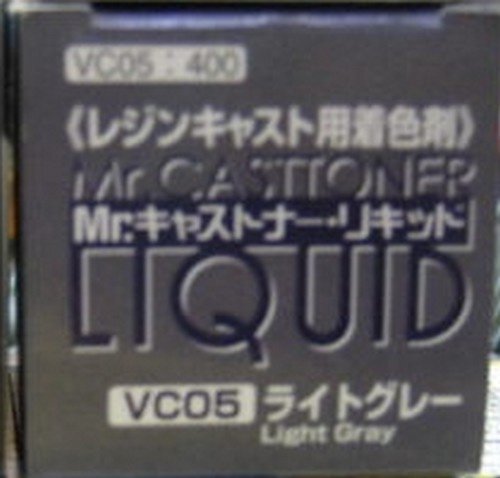 VC05 : 400
《レジンキャスト用着色剤》
Mr.CASTTONER
Mr.キャストナー・リキッド
LIQUID
VC05 ライトグレー
Light Gray